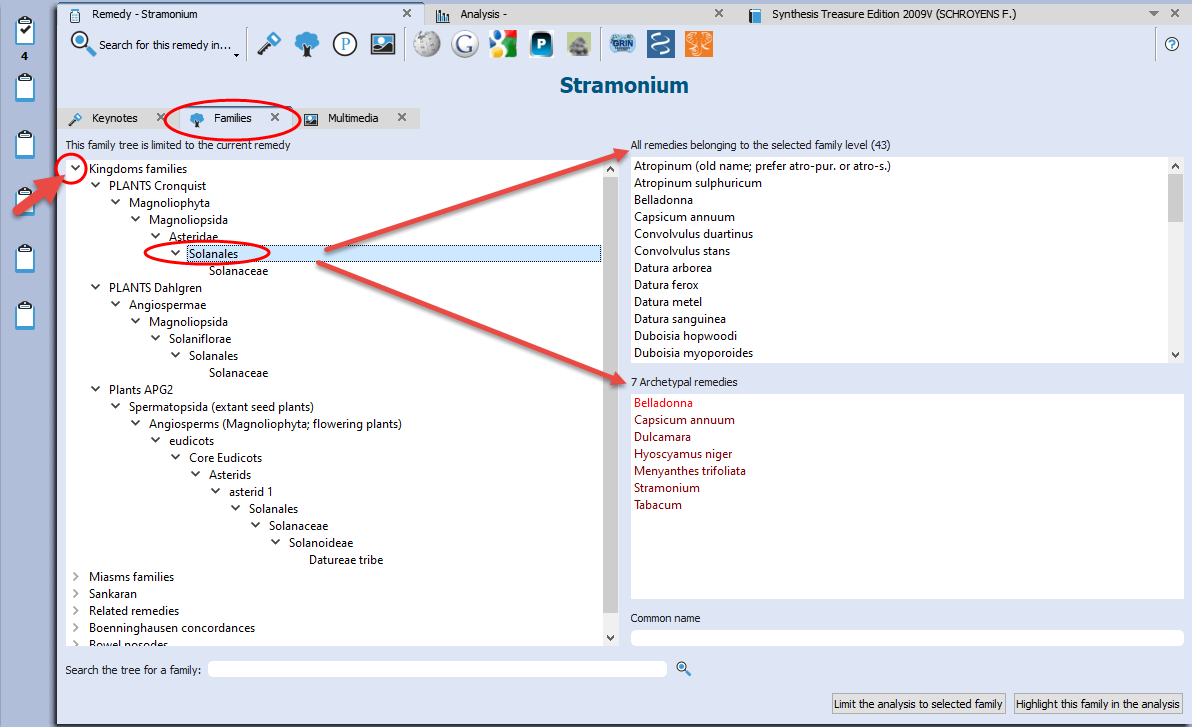 Remedy - Stramonium
Analysis -
Synthesis Treasure Edition 2009V (SCHROYENS F.)
4
Search for this remedy in...
P
G
P
GRIN
Stramonium
Keynotes
Families
Multimedia
This family tree is limited to the current remedy
Kingdoms families
PLANTS Cronquist
Magnoliophyta
Magnoliopsida
Asteridae
Solanales
Solanaceae
PLANTS Dahlgren
Angiospermae
Magnoliopsida
Solaniflorae
Solanales
Solanaceae
Plants APG2
Spermatopsida (extant seed plants)
Angiosperms (Magnoliophyta; flowering plants)
eudicots
Core Eudicots
Asterids
asterid 1
Solanales
Solanaceae
Solanoideae
Datureae tribe
Miasms families
Sankaran
Related remedies
Boenninghausen concordances
Bowel nosodes
Search the tree for a family:
All remedies belonging to the selected family level (43)
Atropinum (old name; prefer atro-pur. or atro-s.)
Atropinum sulphuricum
Belladonna
Capsicum annuum
Convolvulus duartinus
Convolvulus stans
Datura arborea
Datura ferox
Datura metel
Datura sanguinea
Duboisia hopwoodi
Duboisia myoporoides
7 Archetypal remedies
Belladonna
Capsicum annuum
Dulcamara
Hyoscyamus niger
Menyanthes trifoliata
Stramonium
Tabacum
Common name
Limit the analysis to selected family
Highlight this family in the analysis